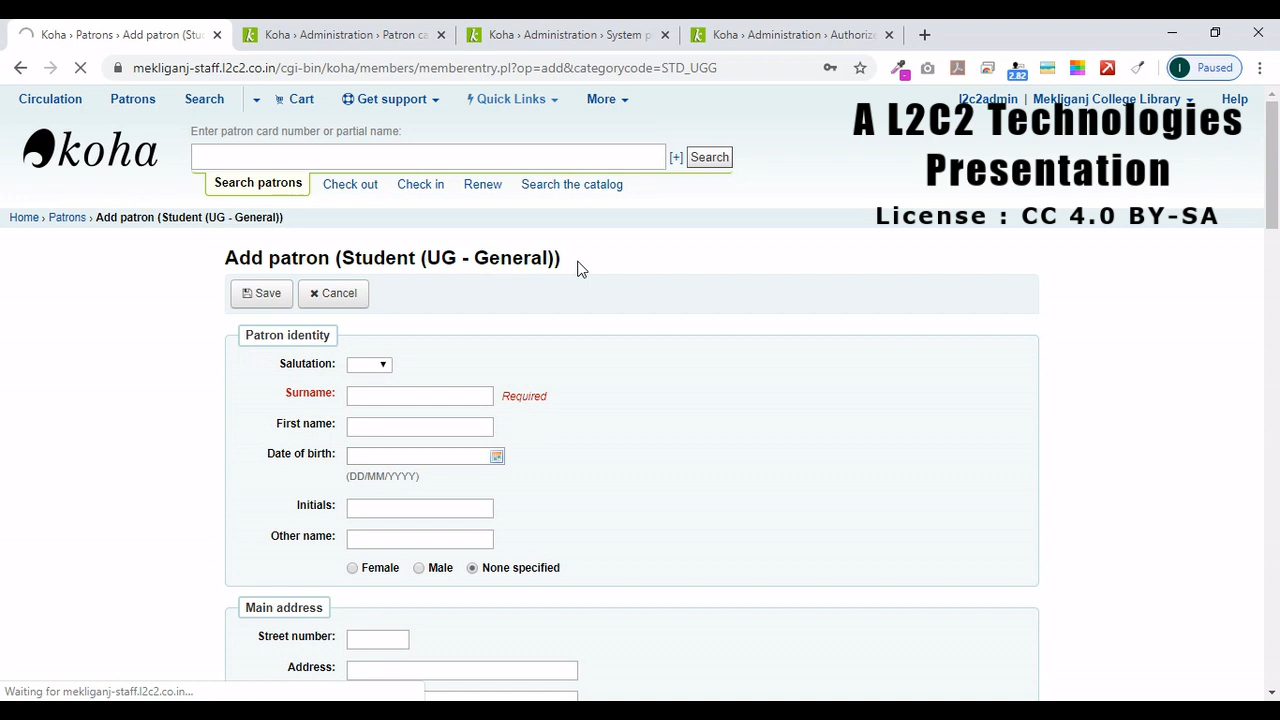 Koha › Patrons › Add patron (Stu
Koha › Administration › Patron ca
Koha › Administration › System p
Koha › Administration › Authorize
mekliganj-staff.l2c2.co.in/cgi-bin/koha/members/memberentry.pl?op=add&categorycode=STD_UGG
2.82
I Paused
Circulation Patrons Search Cart Get support Quick Links More l2c2admin | Mekliganj College Library Help
A L2C2 Technologies
Presentation
License : CC 4.0 BY-SA
koha
Enter patron card number or partial name:
[+] Search
Search patrons Check out Check in Renew Search the catalog
Home › Patrons › Add patron (Student (UG - General))
Add patron (Student (UG - General))
Save Cancel
Patron identity
Salutation:
Surname: Required
First name:
Date of birth:
(DD/MM/YYYY)
Initials:
Other name:
Female Male None specified
Main address
Street number:
Address:
Waiting for mekliganj-staff.l2c2.co.in...